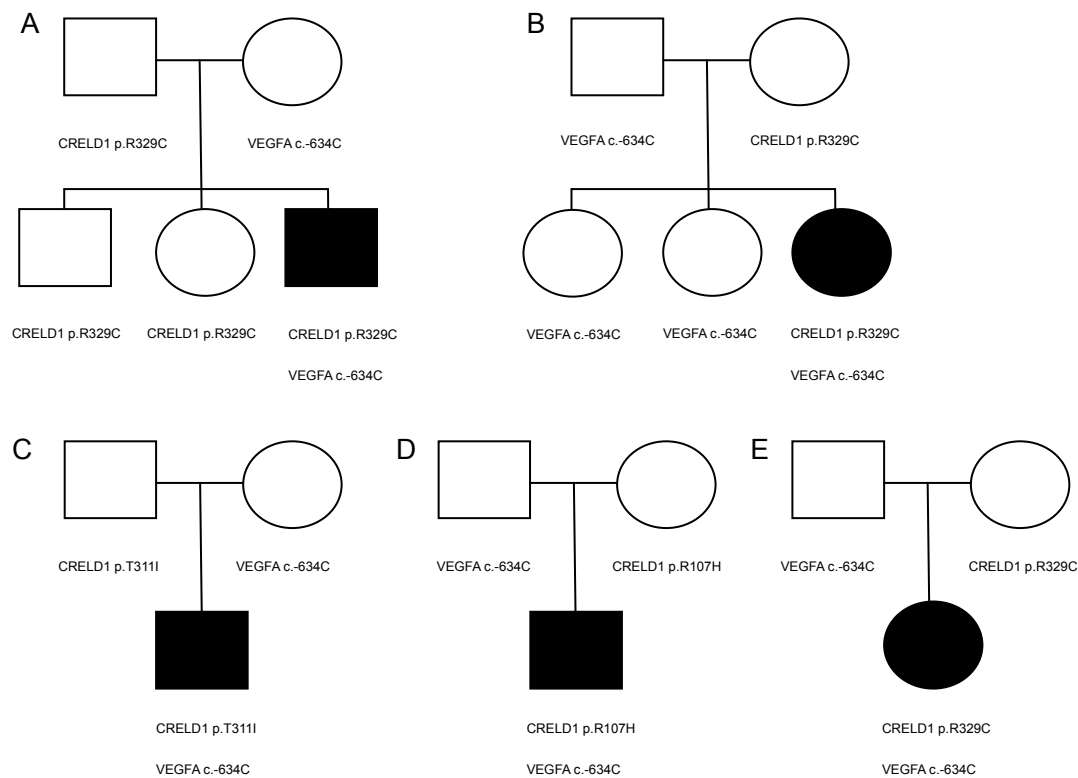 A
B
CRELD1 p.R329C
VEGFA c.-634C
VEGFA c.-634C
CRELD1 p.R329C
CRELD1 p.R329C
CRELD1 p.R329C
CRELD1 p.R329C
VEGFA c.-634C
VEGFA c.-634C
VEGFA c.-634C
CRELD1 p.R329C
VEGFA c.-634C
C
D
E
CRELD1 p.T311I
VEGFA c.-634C
VEGFA c.-634C
CRELD1 p.R107H
VEGFA c.-634C
CRELD1 p.R329C
CRELD1 p.T311I
VEGFA c.-634C
CRELD1 p.R107H
VEGFA c.-634C
CRELD1 p.R329C
VEGFA c.-634C